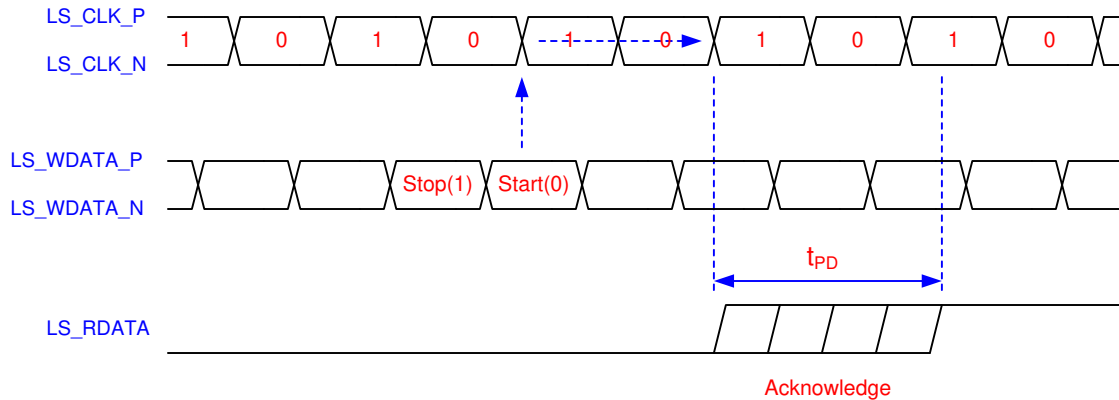 LS_CLK_P
1 0 1 0 1 0 1 0 1 0
LS_CLK_N
LS_WDATA_P
Stop(1) Start(0)
LS_WDATA_N
tPD
LS_RDATA
Acknowledge